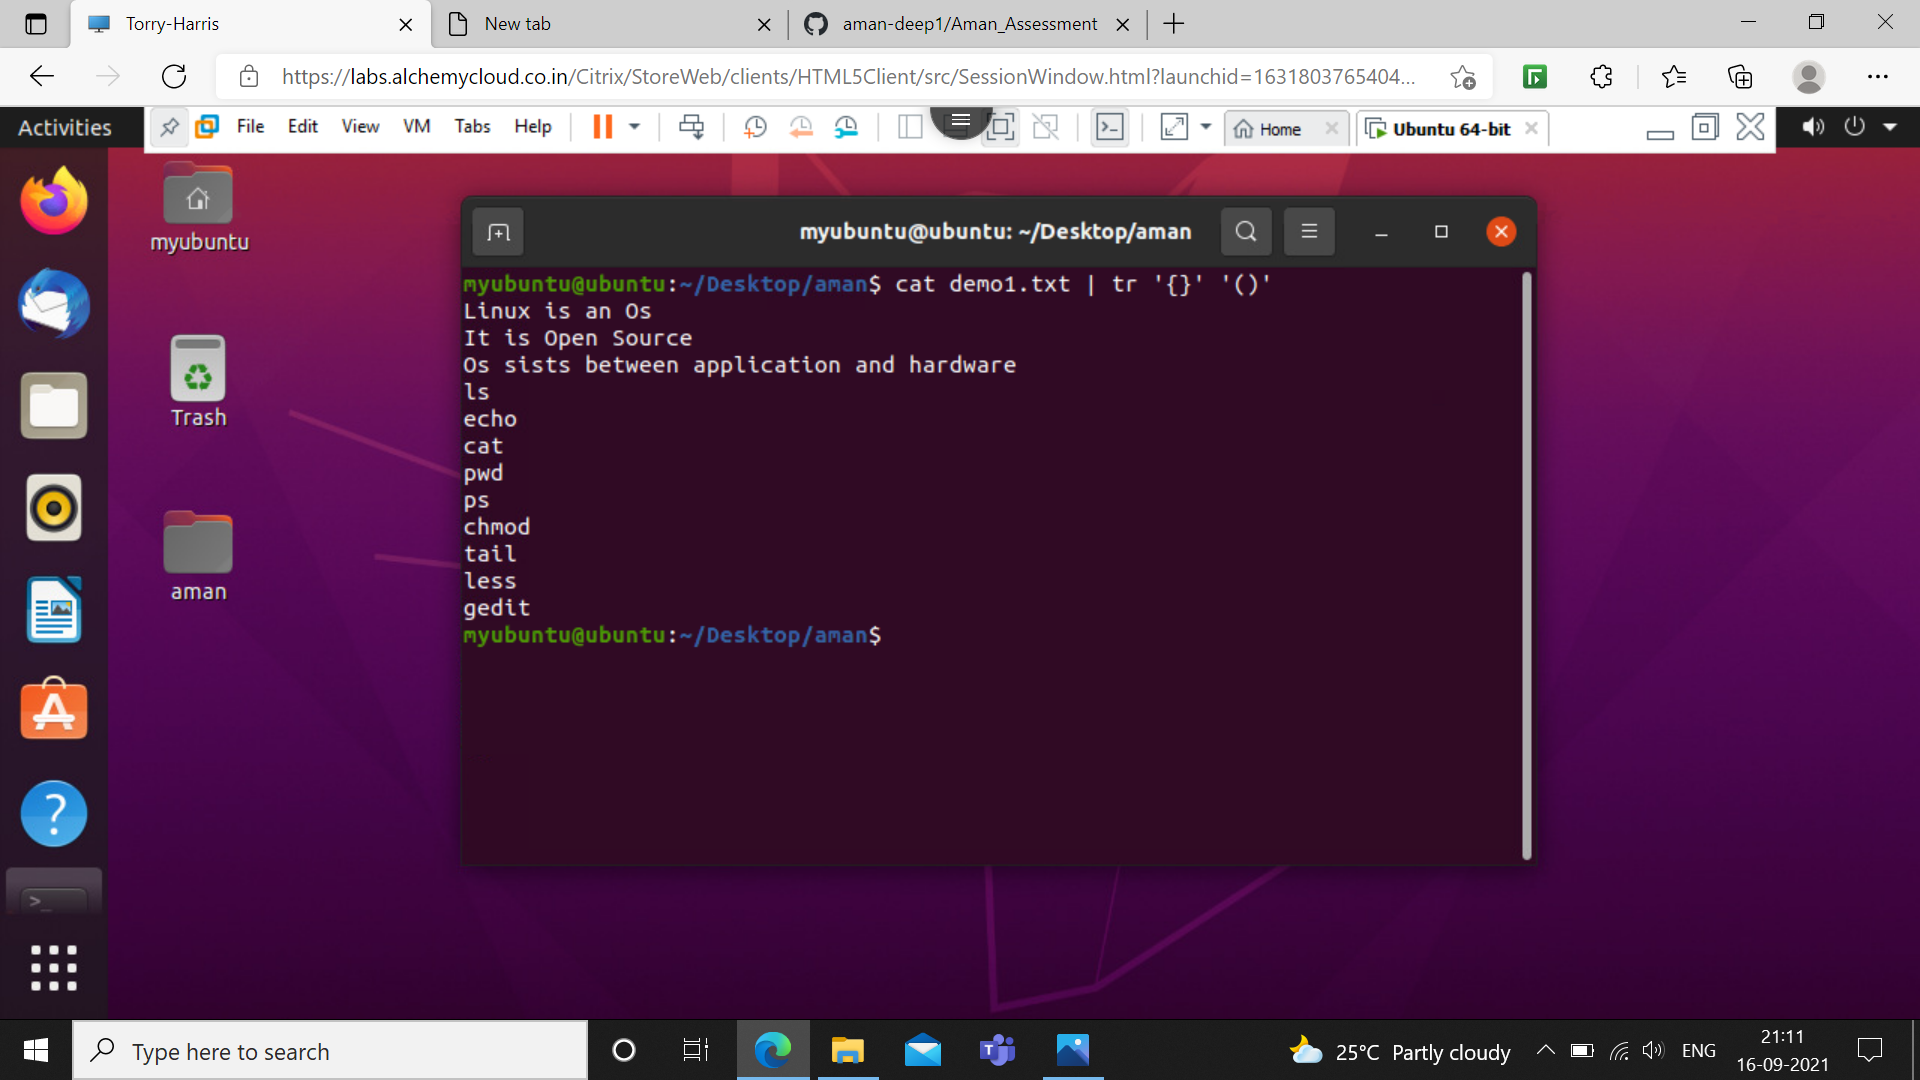 Torry-Harris
New tab
aman-deep1/Aman_Assessment
https://labs.alchemycloud.co.in/Citrix/StoreWeb/clients/HTML5Client/src/SessionWindow.html?launchid=1631803765404...
Activities
File Edit View VM Tabs Help
Home
Ubuntu 64-bit
myubuntu
Trash
aman
myubuntu@ubuntu: ~/Desktop/aman
myubuntu@ubuntu:~/Desktop/aman$ cat demo1.txt | tr '{}' '()'
Linux is an Os
It is Open Source
Os sists between application and hardware
ls
echo
cat
pwd
ps
chmod
tail
less
gedit
myubuntu@ubuntu:~/Desktop/aman$
Type here to search
25°C Partly cloudy
ENG
21:11
16-09-2021